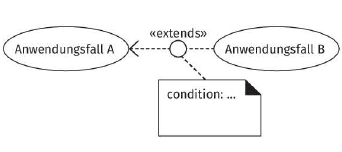 «extends»
Anwendungsfall A
Anwendungsfall B
condition: ...